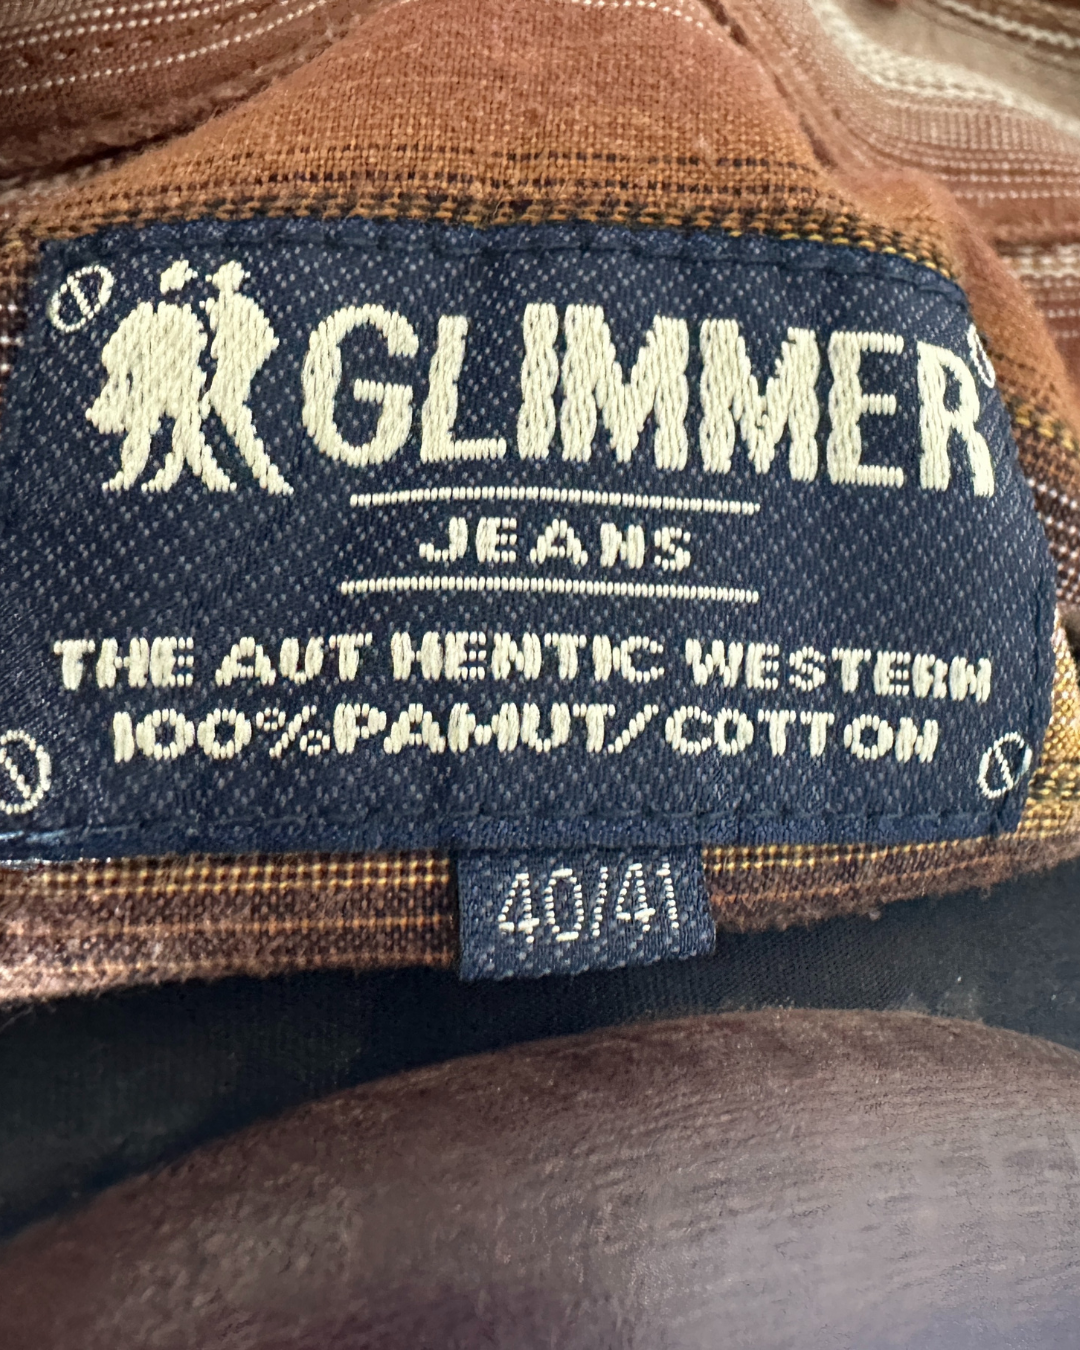 GLIMMER
JEANS
THE AUT HENTIC WESTERN
100%PAMUT/COTTON
40/41